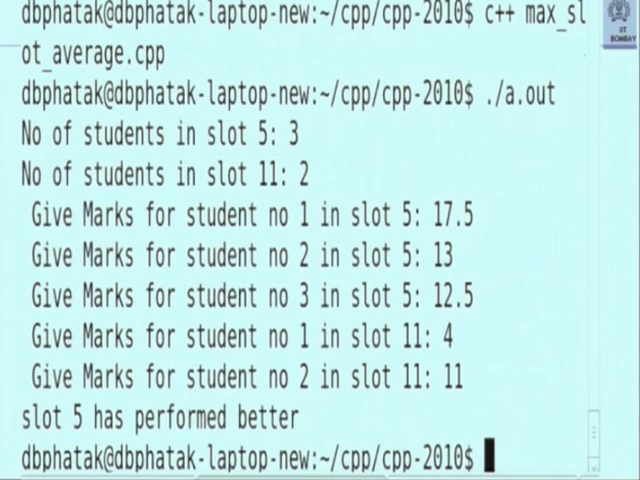 dbphatak@dbphatak-laptop-new:~/cpp/cpp-2010$ c++ max_sl
ot_average.cpp
dbphatak@dbphatak-laptop-new:~/cpp/cpp-2010$ ./a.out
No of students in slot 5: 3
No of students in slot 11: 2
Give Marks for student no 1 in slot 5: 17.5
Give Marks for student no 2 in slot 5: 13
Give Marks for student no 3 in slot 5: 12.5
Give Marks for student no 1 in slot 11: 4
Give Marks for student no 2 in slot 11: 11
slot 5 has performed better
dbphatak@dbphatak-laptop-new:~/cpp/cpp-2010$
IIT
BOMBAY